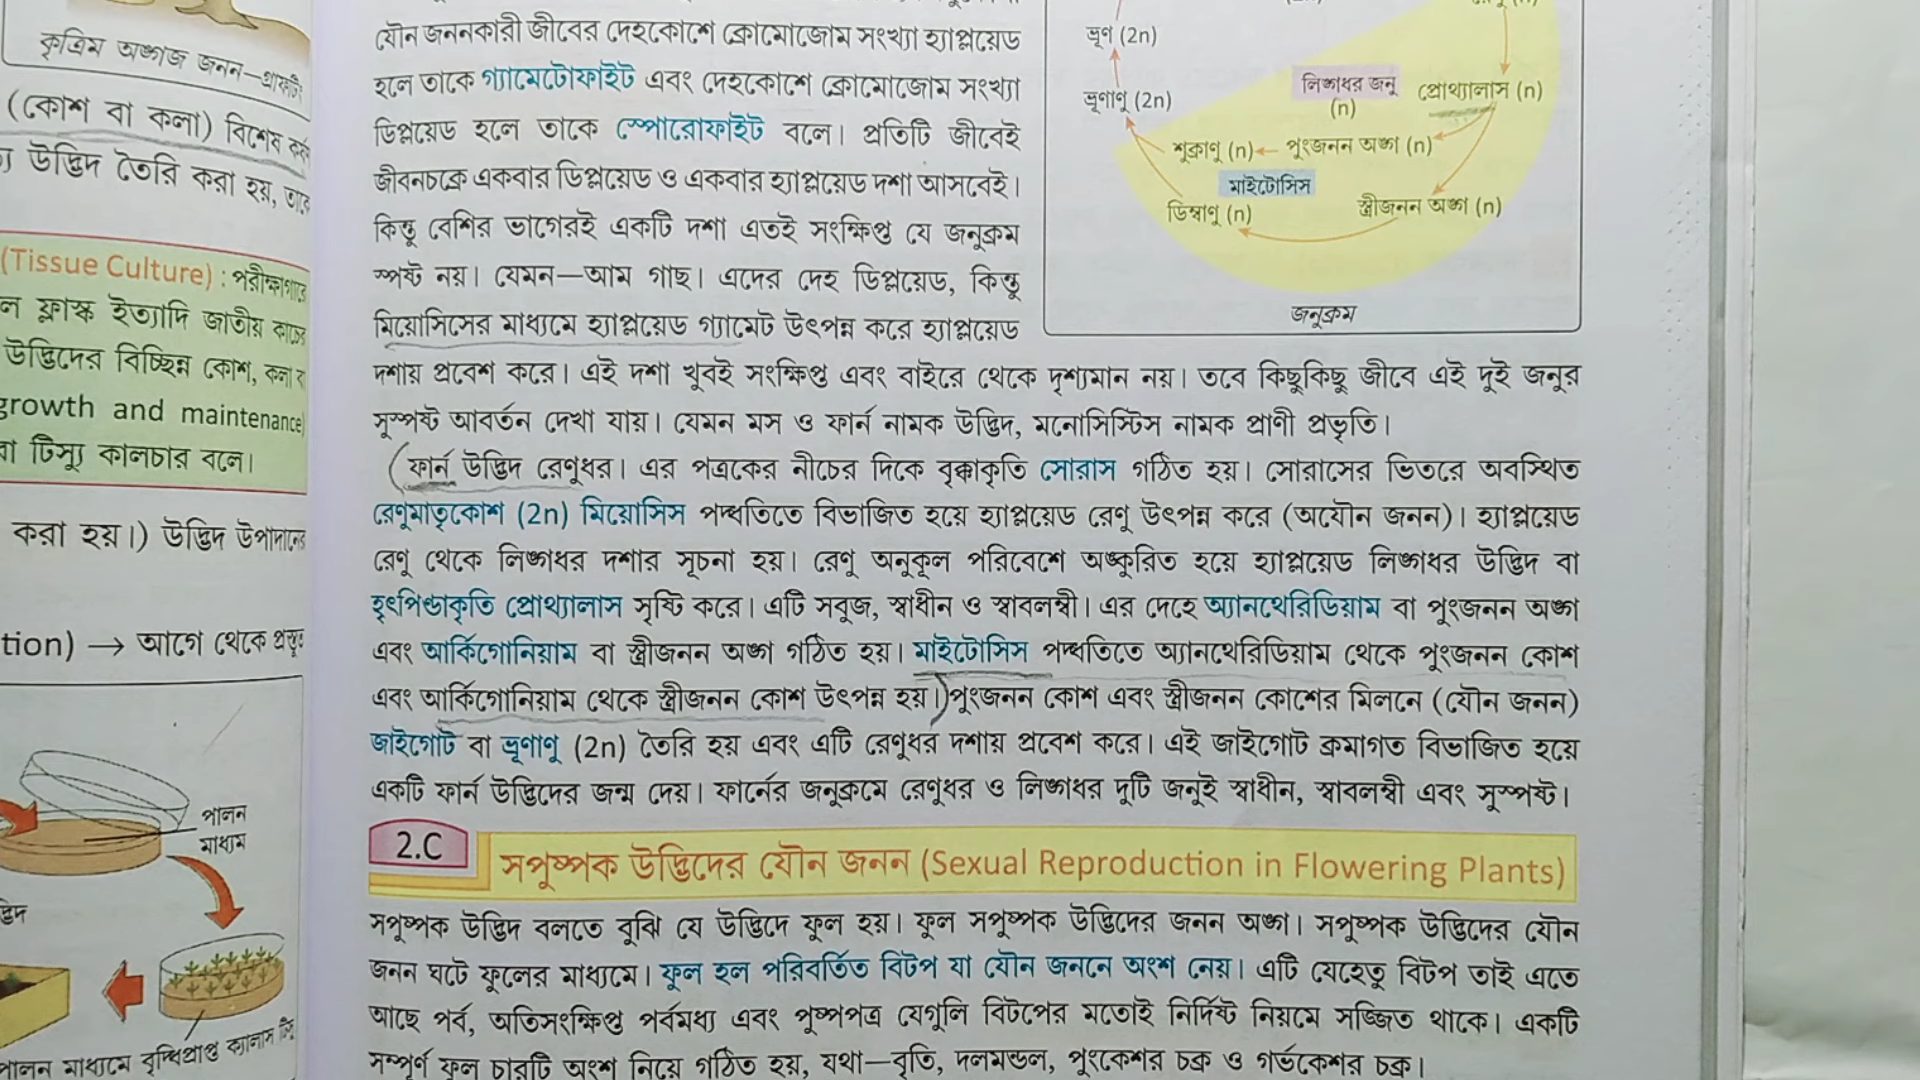 কৃত্রিম অঙ্গজ জনন—গ্রাফটিং
(কোশ বা কলা) বিশেষ
উদ্ভিদ তৈরি করা হয়, তাকে
(Tissue Culture) : পরীক্ষাগারে
ফ্লাস্ক ইত্যাদি জাতীয় কাচের
উদ্ভিদের বিচ্ছিন্ন কোশ, কলা বা
growth and maintenance)
বা টিস্যু কালচার বলে।
করা হয়।) উদ্ভিদ উপাদানের
tion) → আগে থেকে প্রস্তুত
পালন
মাধ্যম
পালন মাধ্যমে বৃদ্ধিপ্রাপ্ত ক্যালাস
যৌন জননকারী জীবের দেহকোশে ক্রোমোজোম সংখ্যা হ্যাপ্লয়েড
হলে তাকে গ্যামেটোফাইট এবং দেহকোশে ক্রোমোজোম সংখ্যা
ডিপ্লয়েড হলে তাকে স্পোরোফাইট বলে। প্রতিটি জীবেই
জীবনচক্রে একবার ডিপ্লয়েড ও একবার হ্যাপ্লয়েড দশা আসবেই।
কিন্তু বেশির ভাগেরই একটি দশা এতই সংক্ষিপ্ত যে জনুক্রম
স্পষ্ট নয়। যেমন—আম গাছ। এদের দেহ ডিপ্লয়েড, কিন্তু
মিয়োসিসের মাধ্যমে হ্যাপ্লয়েড গ্যামেট উৎপন্ন করে হ্যাপ্লয়েড
ভ্রূণ (2n)
লিঙ্গধর জনু
(n)
প্রোথ্যালাস (n)
ভ্রূণাণু (2n)
শুক্রাণু (n)← পুংজনন অঙ্গ (n)
মাইটোসিস
ডিম্বাণু (n)
স্ত্রীজনন অঙ্গ (n)
জনুক্রম
দশায় প্রবেশ করে। এই দশা খুবই সংক্ষিপ্ত এবং বাইরে থেকে দৃশ্যমান নয়। তবে কিছুকিছু জীবে এই দুই জনুর
সুস্পষ্ট আবর্তন দেখা যায়। যেমন মস ও ফার্ন নামক উদ্ভিদ, মনোসিস্টিস নামক প্রাণী প্রভৃতি।
(ফার্ন উদ্ভিদ রেণুধর। এর পত্রকের নীচের দিকে বৃক্কাকৃতি সোরাস গঠিত হয়। সোরাসের ভিতরে অবস্থিত
রেণুমাতৃকোশ (2n) মিয়োসিস পদ্ধতিতে বিভাজিত হয়ে হ্যাপ্লয়েড রেণু উৎপন্ন করে (অযৌন জনন)। হ্যাপ্লয়েড
রেণু থেকে লিঙ্গধর দশার সূচনা হয়। রেণু অনুকূল পরিবেশে অঙ্কুরিত হয়ে হ্যাপ্লয়েড লিঙ্গধর উদ্ভিদ বা
হৃৎপিণ্ডাকৃতি প্রোথ্যালাস সৃষ্টি করে। এটি সবুজ, স্বাধীন ও স্বাবলম্বী। এর দেহে অ্যানথেরিডিয়াম বা পুংজনন অঙ্গ
এবং আর্কিগোনিয়াম বা স্ত্রীজনন অঙ্গ গঠিত হয়। মাইটোসিস পদ্ধতিতে অ্যানথেরিডিয়াম থেকে পুংজনন কোশ
এবং আর্কিগোনিয়াম থেকে স্ত্রীজনন কোশ উৎপন্ন হয়।)পুংজনন কোশ এবং স্ত্রীজনন কোশের মিলনে (যৌন জনন)
জাইগোট বা ভ্রূণাণু (2n) তৈরি হয় এবং এটি রেণুধর দশায় প্রবেশ করে। এই জাইগোট ক্রমাগত বিভাজিত হয়ে
একটি ফার্ন উদ্ভিদের জন্ম দেয়। ফার্নের জনুক্রমে রেণুধর ও লিঙ্গধর দুটি জনুই স্বাধীন, স্বাবলম্বী এবং সুস্পষ্ট।
2.C সপুষ্পক উদ্ভিদের যৌন জনন (Sexual Reproduction in Flowering Plants)
সপুষ্পক উদ্ভিদ বলতে বুঝি যে উদ্ভিদে ফুল হয়। ফুল সপুষ্পক উদ্ভিদের জনন অঙ্গ। সপুষ্পক উদ্ভিদের যৌন
জনন ঘটে ফুলের মাধ্যমে। ফুল হল পরিবর্তিত বিটপ যা যৌন জননে অংশ নেয়। এটি যেহেতু বিটপ তাই এতে
আছে পর্ব, অতিসংক্ষিপ্ত পর্বমধ্য এবং পুষ্পপত্র যেগুলি বিটপের মতোই নির্দিষ্ট নিয়মে সজ্জিত থাকে। একটি
সম্পূর্ণ ফুল চারটি অংশ নিয়ে গঠিত হয়, যথা—বৃতি, দলমন্ডল, পুংকেশর চক্র ও গর্ভকেশর চক্র।